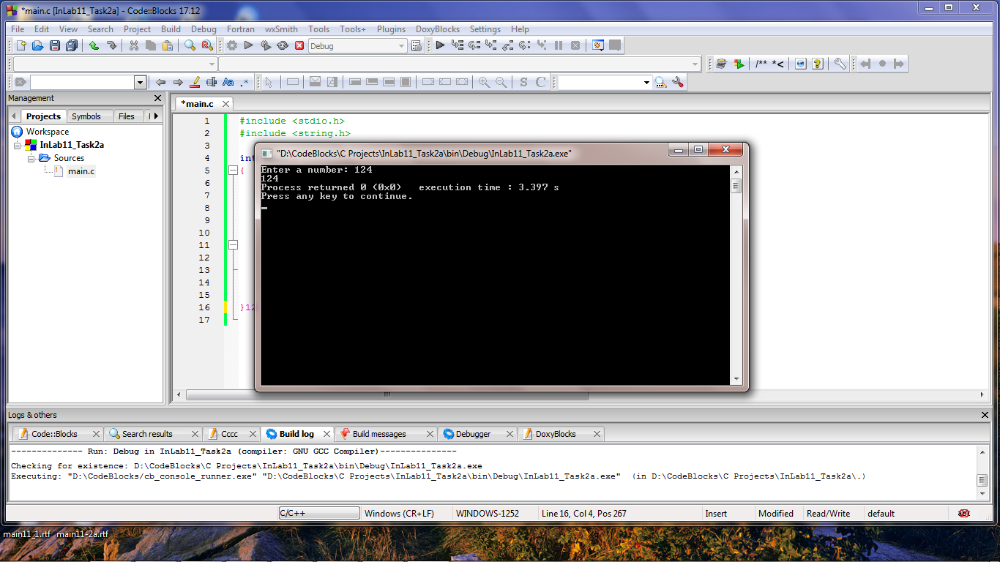 *main.c [InLab11_Task2a] - Code::Blocks 17.12
File Edit View Search Project Build Debug Fortran wxSmith Tools Tools+ Plugins DoxyBlocks Settings Help
Debug
/** *<
Aa .*
S C
Management
Projects Symbols Files
Workspace
InLab11_Task2a
Sources
main.c
*main.c
1 #include <stdio.h>
2 #include <string.h>
3
4 int
5 {
6
7
8
9
10
11
12
13
14
15
16 }12
17
"D:\CodeBlocks\C Projects\InLab11_Task2a\bin\Debug\InLab11_Task2a.exe"
Enter a number: 124
124
Process returned 0 (0x0) execution time : 3.397 s
Press any key to continue.
Logs & others
Code::Blocks Search results Cccc Build log Build messages Debugger DoxyBlocks
-------------- Run: Debug in InLab11_Task2a (compiler: GNU GCC Compiler)---------------
Checking for existence: D:\CodeBlocks\C Projects\InLab11_Task2a\bin\Debug\InLab11_Task2a.exe
Executing: "D:\CodeBlocks/cb_console_runner.exe" "D:\CodeBlocks\C Projects\InLab11_Task2a\bin\Debug\InLab11_Task2a.exe" (in D:\CodeBlocks\C Projects\InLab11_Task2a\.)
C/C++ Windows (CR+LF) WINDOWS-1252 Line 16, Col 4, Pos 267 Insert Modified Read/Write default
main11_1.rtf main11-2a.rtf